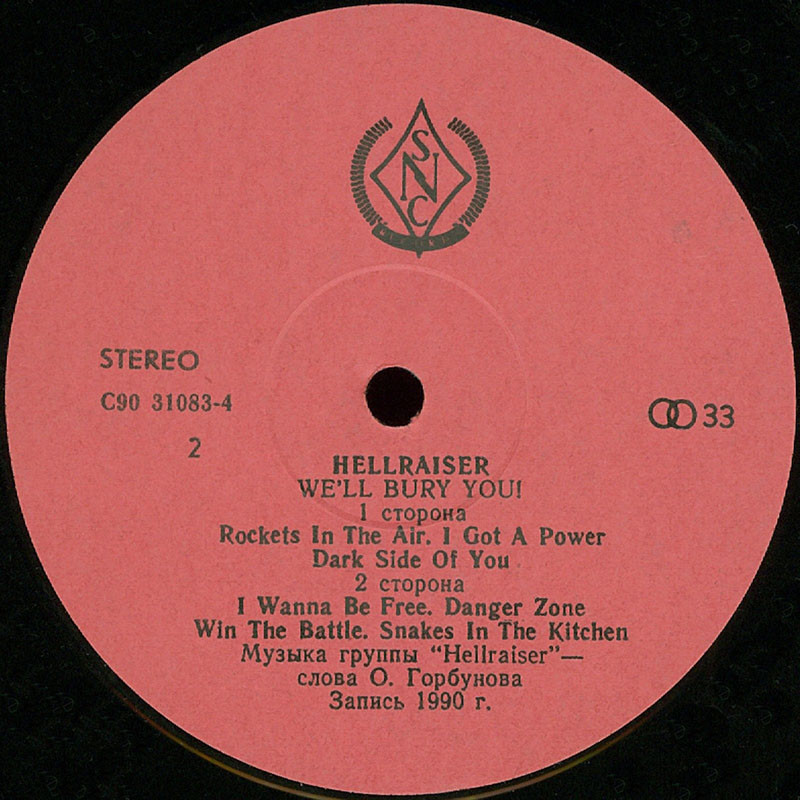 SNC
STEREO
C90 31083-4
33
2
HELLRAISER
WE'LL BURY YOU!
1 сторона
Rockets In The Air. I Got A Power
Dark Side Of You
2 сторона
I Wanna Be Free. Danger Zone
Win The Battle. Snakes In The Kitchen
Музыка группы "Hellraiser"—
слова О. Горбунова
Запись 1990 г.